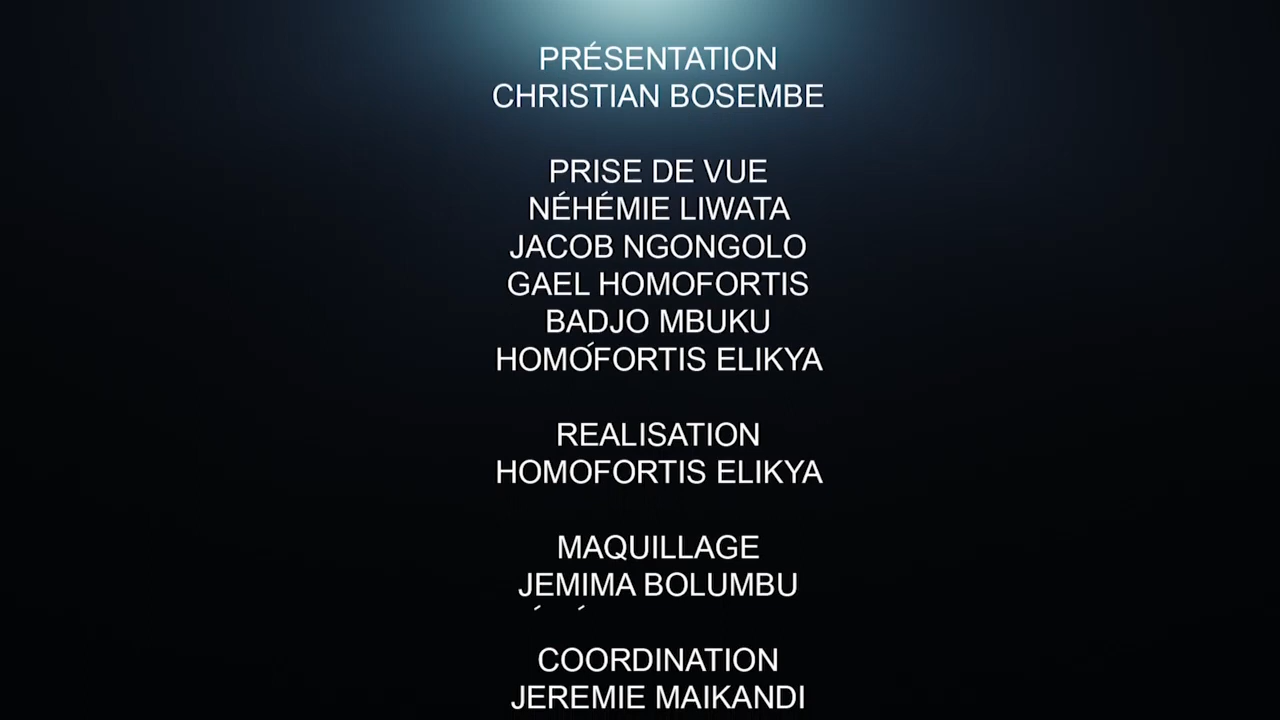 PRÉSENTATION
CHRISTIAN BOSEMBE
PRISE DE VUE
NÉHÉMIE LIWATA
JACOB NGONGOLO
GAEL HOMOFORTIS
BADJO MBUKU
HOMOFORTIS ELIKYA
REALISATION
HOMOFORTIS ELIKYA
MAQUILLAGE
JEMIMA BOLUMBU
COORDINATION
JEREMIE MAIKANDI